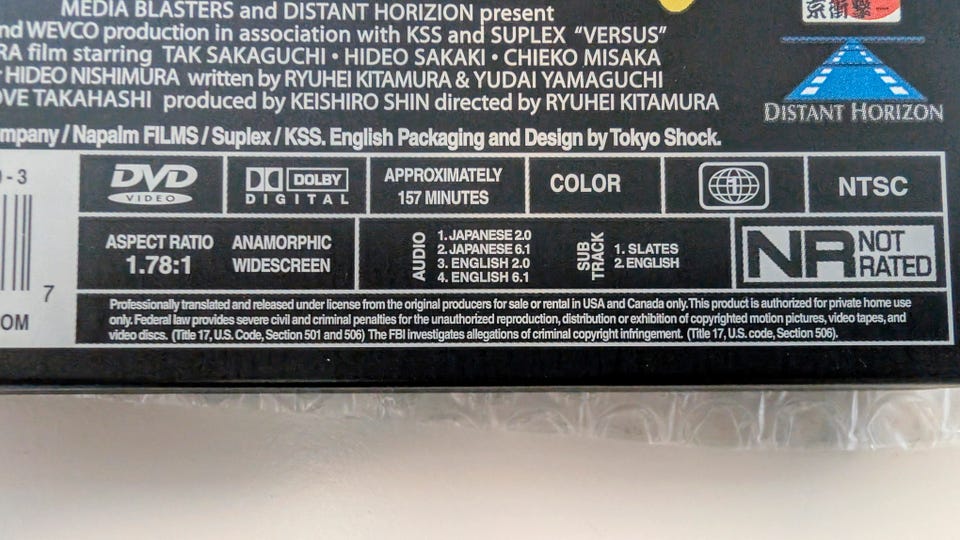 MEDIA BLASTERS and DISTANT HORIZION present
nd WEVCO production in association with KSS and SUPLEX "VERSUS"
RA film starring TAK SAKAGUCHI • HIDEO SAKAKI • CHIEKO MISAKA
HIDEO NISHIMURA written by RYUHEI KITAMURA & YUDAI YAMAGUCHI
OVE TAKAHASHI produced by KEISHIRO SHIN directed by RYUHEI KITAMURA
ompany / Napalm FILMS / Suplex / KSS. English Packaging and Design by Tokyo Shock.
京衝撃
DISTANT HORIZON
- 3
7
OM
DVD
VIDEO
DOLBY
DIGITAL
APPROXIMATELY
157 MINUTES
COLOR
1
NTSC
ASPECT RATIO
1.78:1
ANAMORPHIC
WIDESCREEN
AUDIO
1. JAPANESE 2.0
2. JAPANESE 6.1
3. ENGLISH 2.0
4. ENGLISH 6.1
SUB
TRACK
1. SLATES
2. ENGLISH
NR NOT
RATED
Professionally translated and released under license from the original producers for sale or rental in USA and Canada only. This product is authorized for private home use
only. Federal law provides severe civil and criminal penalties for the unauthorized reproduction, distribution or exhibition of copyrighted motion pictures, video tapes, and
video discs. (Title 17, U.S. Code, Section 501 and 506) The FBI investigates allegations of criminal copyright infringement. (Title 17, U.S. code, Section 506).